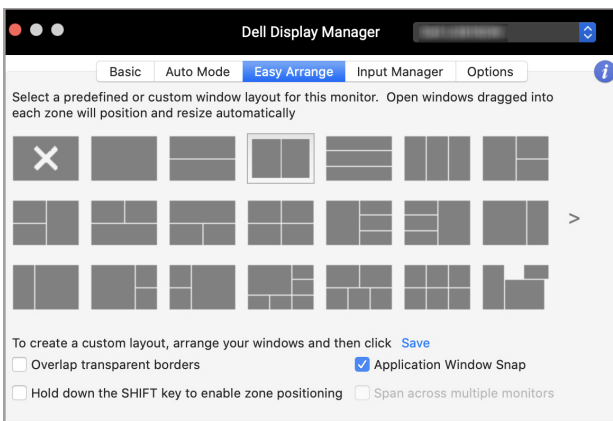 Dell Display Manager
Basic Auto Mode Easy Arrange Input Manager Options i
Select a predefined or custom window layout for this monitor. Open windows dragged into
each zone will position and resize automatically
>
To create a custom layout, arrange your windows and then click Save
Overlap transparent borders Application Window Snap
Hold down the SHIFT key to enable zone positioning Span across multiple monitors